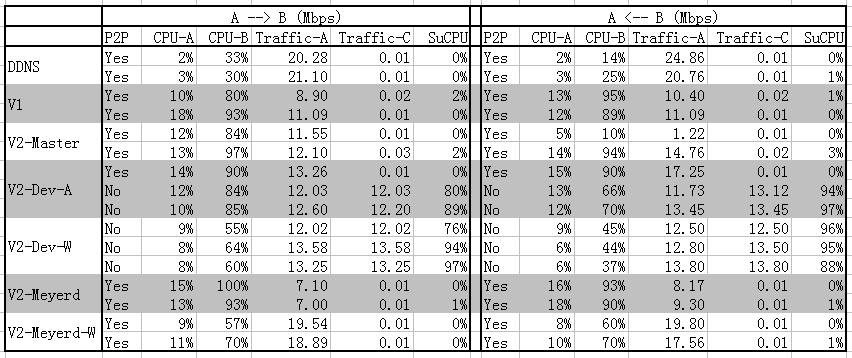 A --> B (Mbps) A <-- B (Mbps)
P2P CPU-A CPU-B Traffic-A Traffic-C SuCPU P2P CPU-A CPU-B Traffic-A Traffic-C SuCPU
DDNS
Yes 2% 33% 20.28 0.01 0% Yes 2% 14% 24.86 0.01 0%
Yes 3% 30% 21.10 0.01 0% Yes 3% 25% 20.76 0.01 1%
V1
Yes 10% 80% 8.90 0.02 2% Yes 13% 95% 10.40 0.02 1%
Yes 18% 93% 11.09 0.01 0% Yes 12% 89% 11.09 0.01 0%
V2-Master
Yes 12% 84% 11.55 0.01 0% Yes 5% 10% 1.22 0.01 0%
Yes 13% 97% 12.10 0.03 2% Yes 14% 94% 14.76 0.02 3%
V2-Dev-A
Yes 14% 90% 13.26 0.01 0% Yes 15% 90% 17.25 0.01 0%
No 12% 84% 12.03 12.03 80% No 13% 66% 11.73 13.12 94%
No 10% 85% 12.60 12.20 89% No 12% 70% 13.45 13.45 97%
V2-Dev-W
No 9% 55% 12.02 12.02 76% No 9% 45% 12.50 12.50 96%
No 8% 64% 13.58 13.58 94% No 6% 44% 12.80 13.50 95%
No 8% 60% 13.25 13.25 97% No 6% 37% 13.80 13.80 88%
V2-Meyerd
Yes 15% 100% 7.10 0.01 0% Yes 16% 93% 8.17 0.01 0%
Yes 13% 93% 7.00 0.01 1% Yes 18% 90% 9.30 0.01 1%
V2-Meyerd-W
Yes 9% 57% 19.54 0.01 0% Yes 8% 60% 19.80 0.01 0%
Yes 11% 70% 18.89 0.01 0% Yes 10% 70% 17.56 0.01 1%